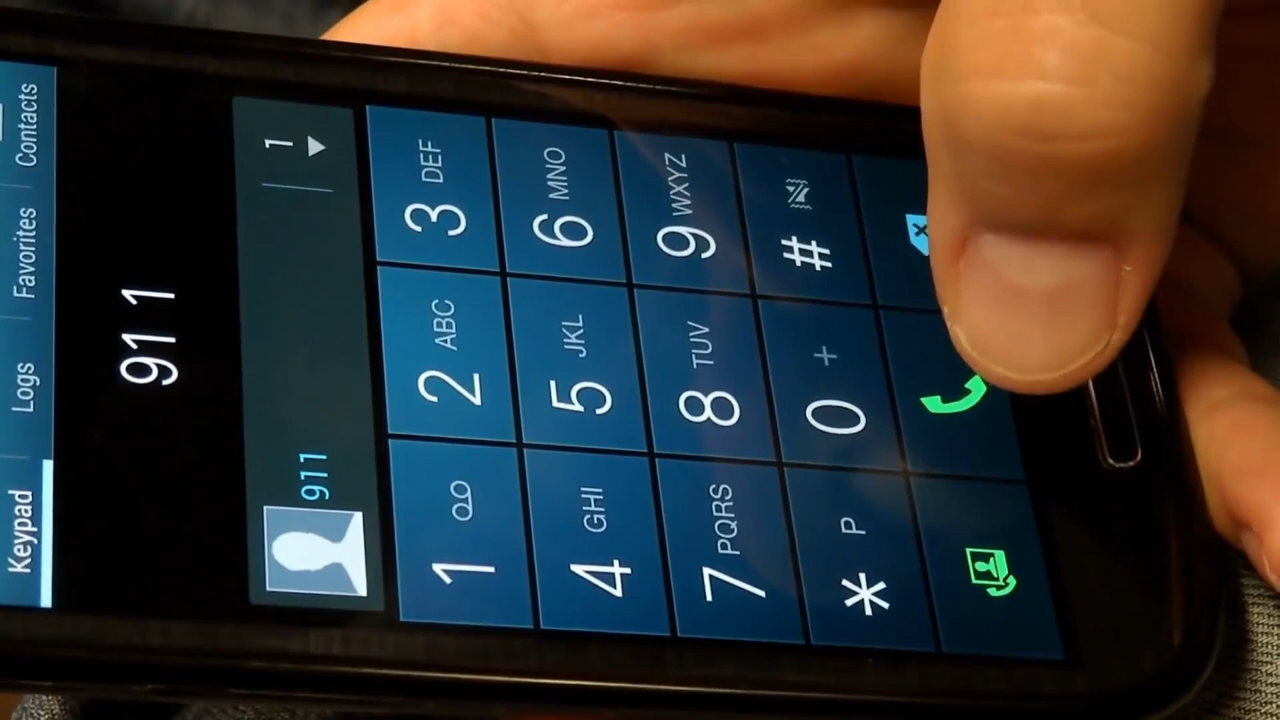 Keypad Logs Favorites Contacts
911
911 1
1 2 ABC 3 DEF
4 GHI 5 JKL 6 MNO
7 PQRS 8 TUV 9 WXYZ
* P 0 + #